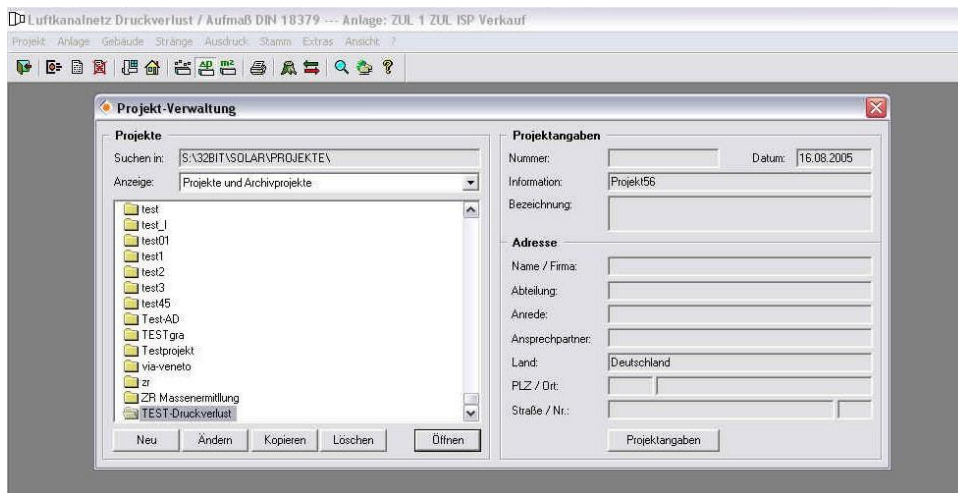 Luftkanalnetz Druckverlust / Aufmaß DIN 18379 --- Anlage: ZUL 1 ZUL ISP Verkauf
Projekt Anlage Gebäude Stränge Ausdruck Stamm Extras Ansicht ?
Δp m² ?
Projekt-Verwaltung
Projekte
Suchen in: S:\32BIT\SOLAR\PROJEKTE\
Anzeige: Projekte und Archivprojekte
test
test_I
test01
test1
test2
test3
test45
Test-AD
TESTgra
Testprojekt
via-veneto
zr
ZR Massenermittlung
TEST-Druckverlust
Neu Ändern Kopieren Löschen Öffnen
Projektangaben
Nummer: Datum: 16.08.2005
Information: Projekt56
Bezeichnung:
Adresse
Name / Firma:
Abteilung:
Anrede:
Ansprechpartner:
Land: Deutschland
PLZ / Ort:
Straße / Nr.:
Projektangaben